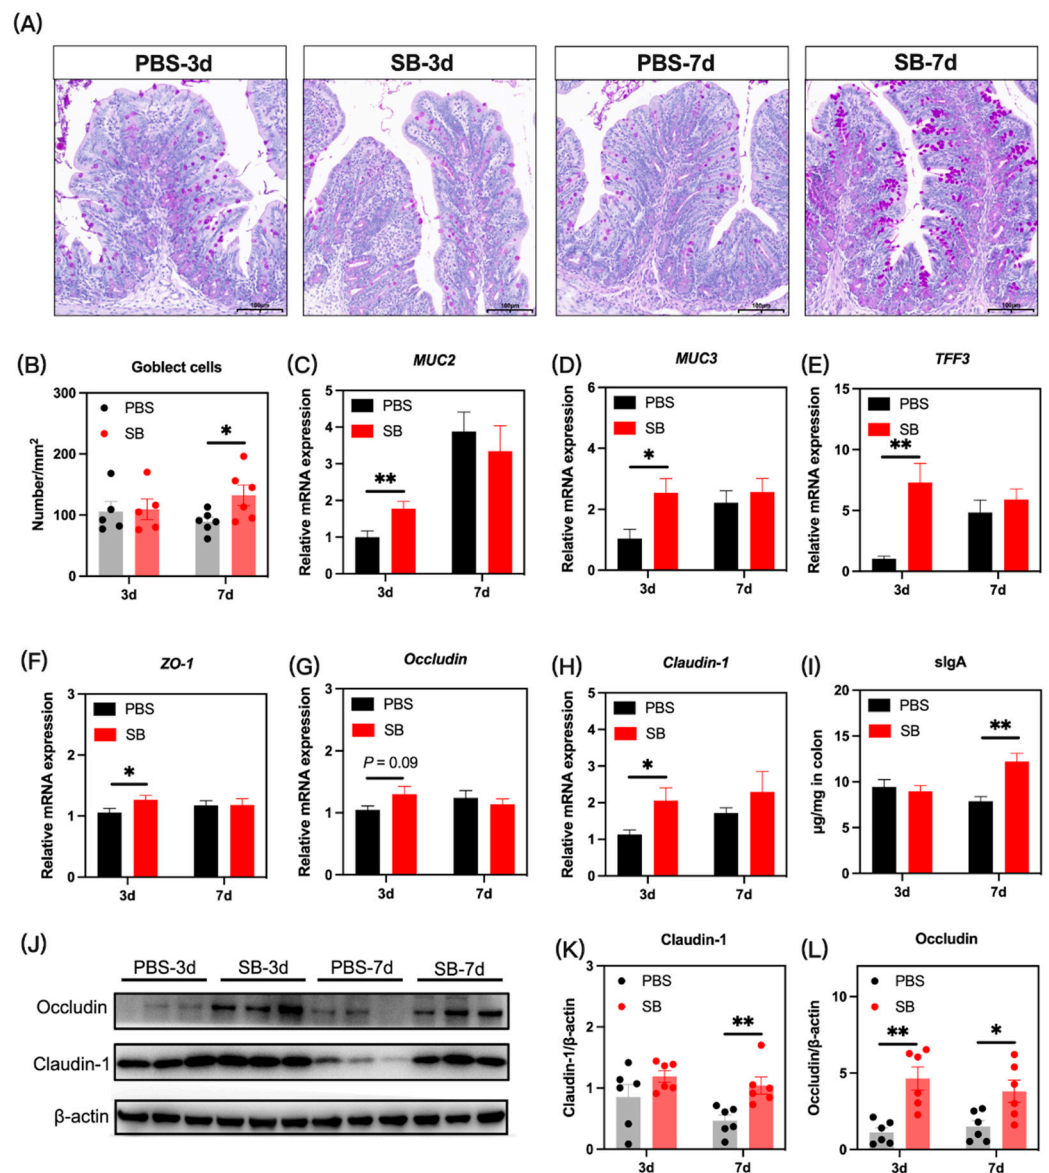 (A)
PBS-3d SB-3d PBS-7d SB-7d
100μm 100μm 100μm 100μm
(B) Goblect cells
Number/mm²
300
200
100
0
PBS
SB
*
3d 7d
(C) MUC2
Relative mRNA expression
5
4
3
2
1
0
PBS
SB
**
3d 7d
(D) MUC3
Relative mRNA expression
6
4
2
0
PBS
SB
*
3d 7d
(E) TFF3
Relative mRNA expression
15
10
5
0
PBS
SB
**
3d 7d
(F) ZO-1
Relative mRNA expression
3
2
1
0
PBS
SB
*
3d 7d
(G) Occludin
Relative mRNA expression
3
2
1
0
PBS
SB
P = 0.09
3d 7d
(H) Claudin-1
Relative mRNA expression
5
4
3
2
1
0
PBS
SB
*
3d 7d
(I) sIgA
μg/mg in colon
20
15
10
5
0
PBS
SB
**
3d 7d
(J)
PBS-3d SB-3d PBS-7d SB-7d
Occludin
Claudin-1
β-actin
(K) Claudin-1
Claudin-1/β-actin
3
2
1
0
PBS
SB
**
3d 7d
(L) Occludin
Occludin/β-actin
10
5
0
PBS
SB
**
*
3d 7d